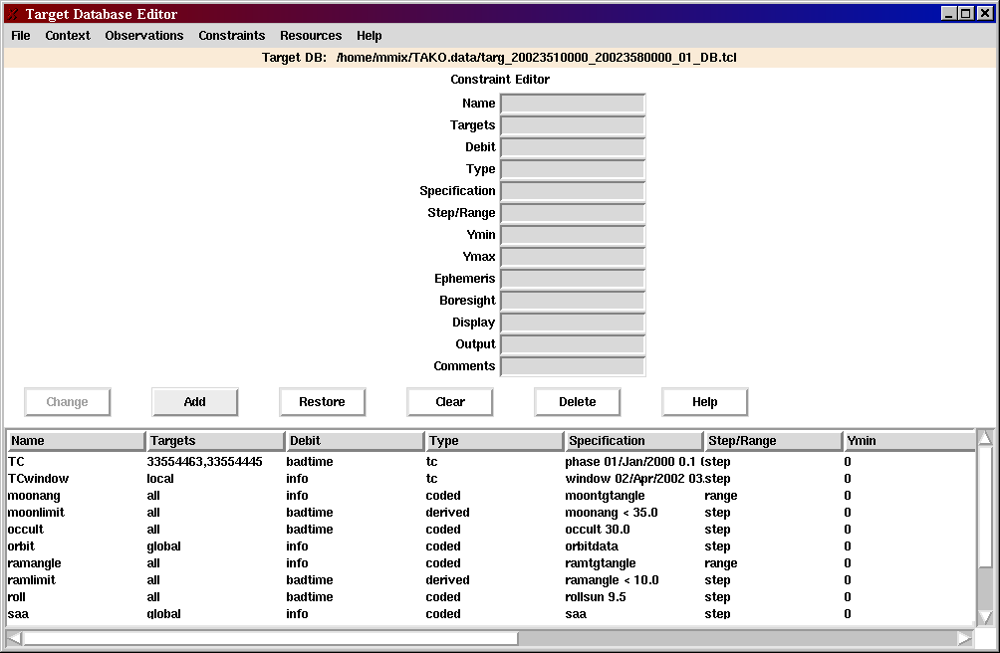 Target Database Editor
File Context Observations Constraints Resources Help
Target DB: /home/mmix/TAKO.data/targ_20023510000_20023580000_01_DB.tcl
Constraint Editor
Name
Targets
Debit
Type
Specification
Step/Range
Ymin
Ymax
Ephemeris
Boresight
Display
Output
Comments
Change Add Restore Clear Delete Help
Name Targets Debit Type Specification Step/Range Ymin
TC 33554463,33554445 badtime tc phase 01/Jan/2000 0.1 (step 0
TCwindow local info tc window 02/Apr/2002 03.step 0
moonang all info coded moontgtangle range 0
moonlimit all badtime derived moonang < 35.0 step 0
occult all badtime coded occult 30.0 step 0
orbit global info coded orbitdata step 0
ramangle all info coded ramtgtangle range 0
ramlimit all badtime derived ramangle < 10.0 step 0
roll all badtime coded rollsun 9.5 step 0
saa global info coded saa step 0